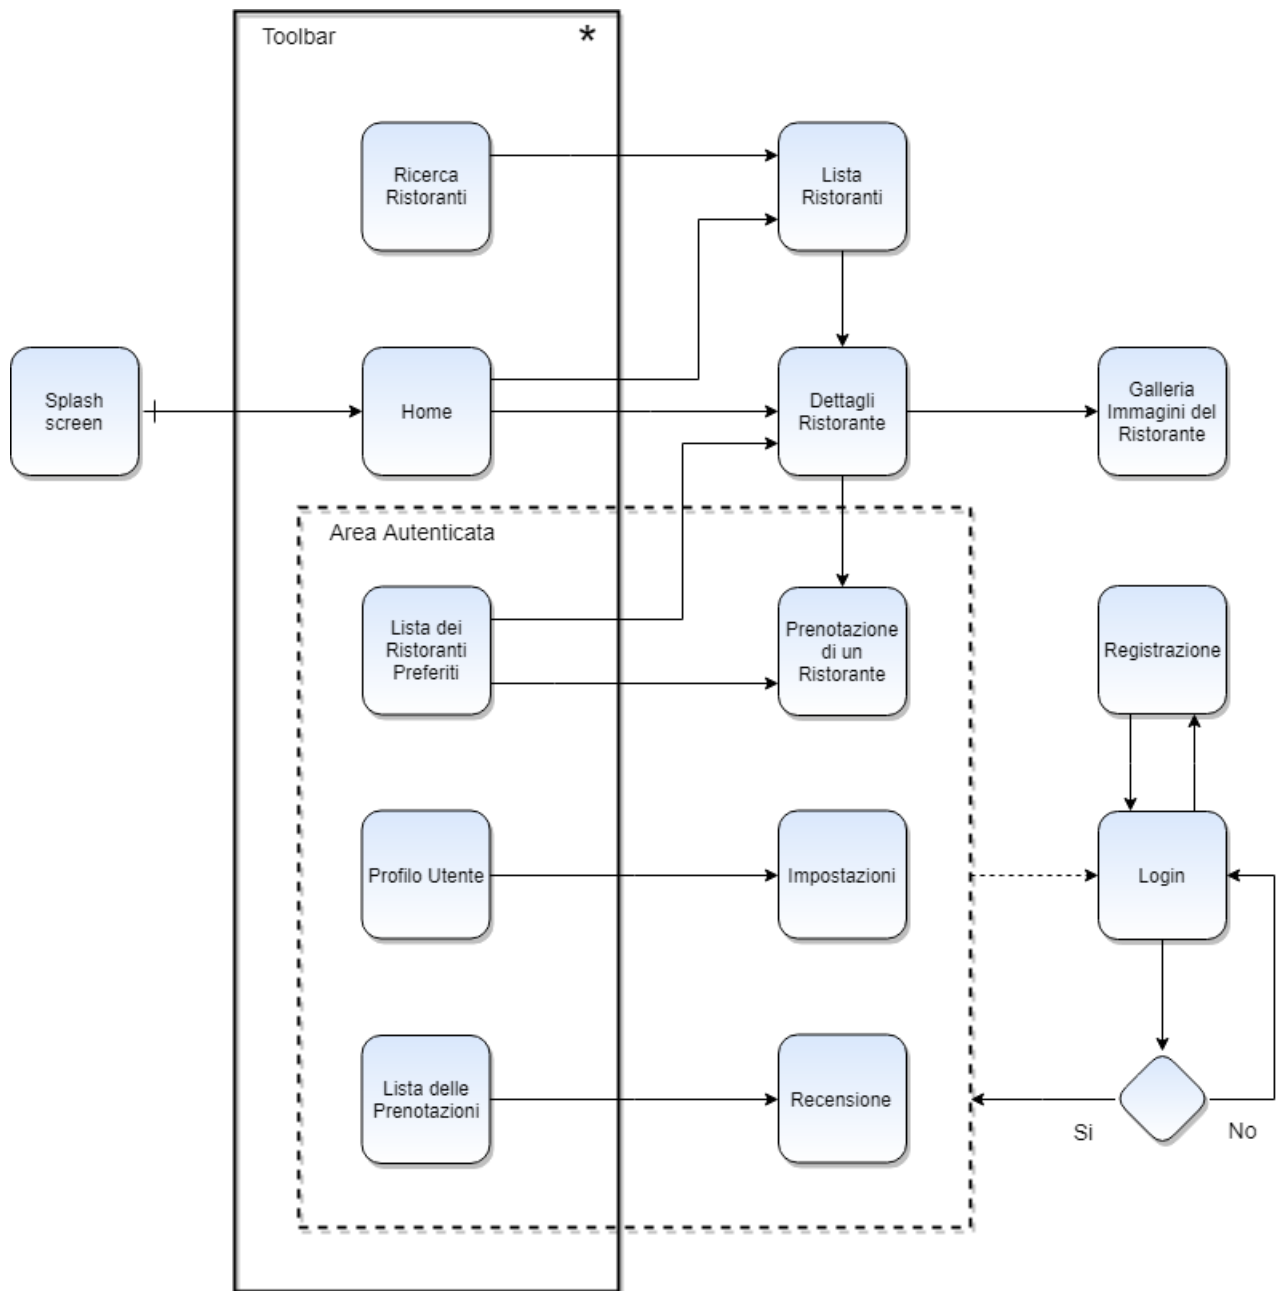 Toolbar
*
Ricerca
Ristoranti
Lista
Ristoranti
Splash
screen
Home
Dettagli
Ristorante
Galleria
Immagini del
Ristorante
Area Autenticata
Lista dei
Ristoranti
Preferiti
Prenotazione
di un
Ristorante
Registrazione
Profilo Utente
Impostazioni
Login
Lista delle
Prenotazioni
Recensione
Si
No